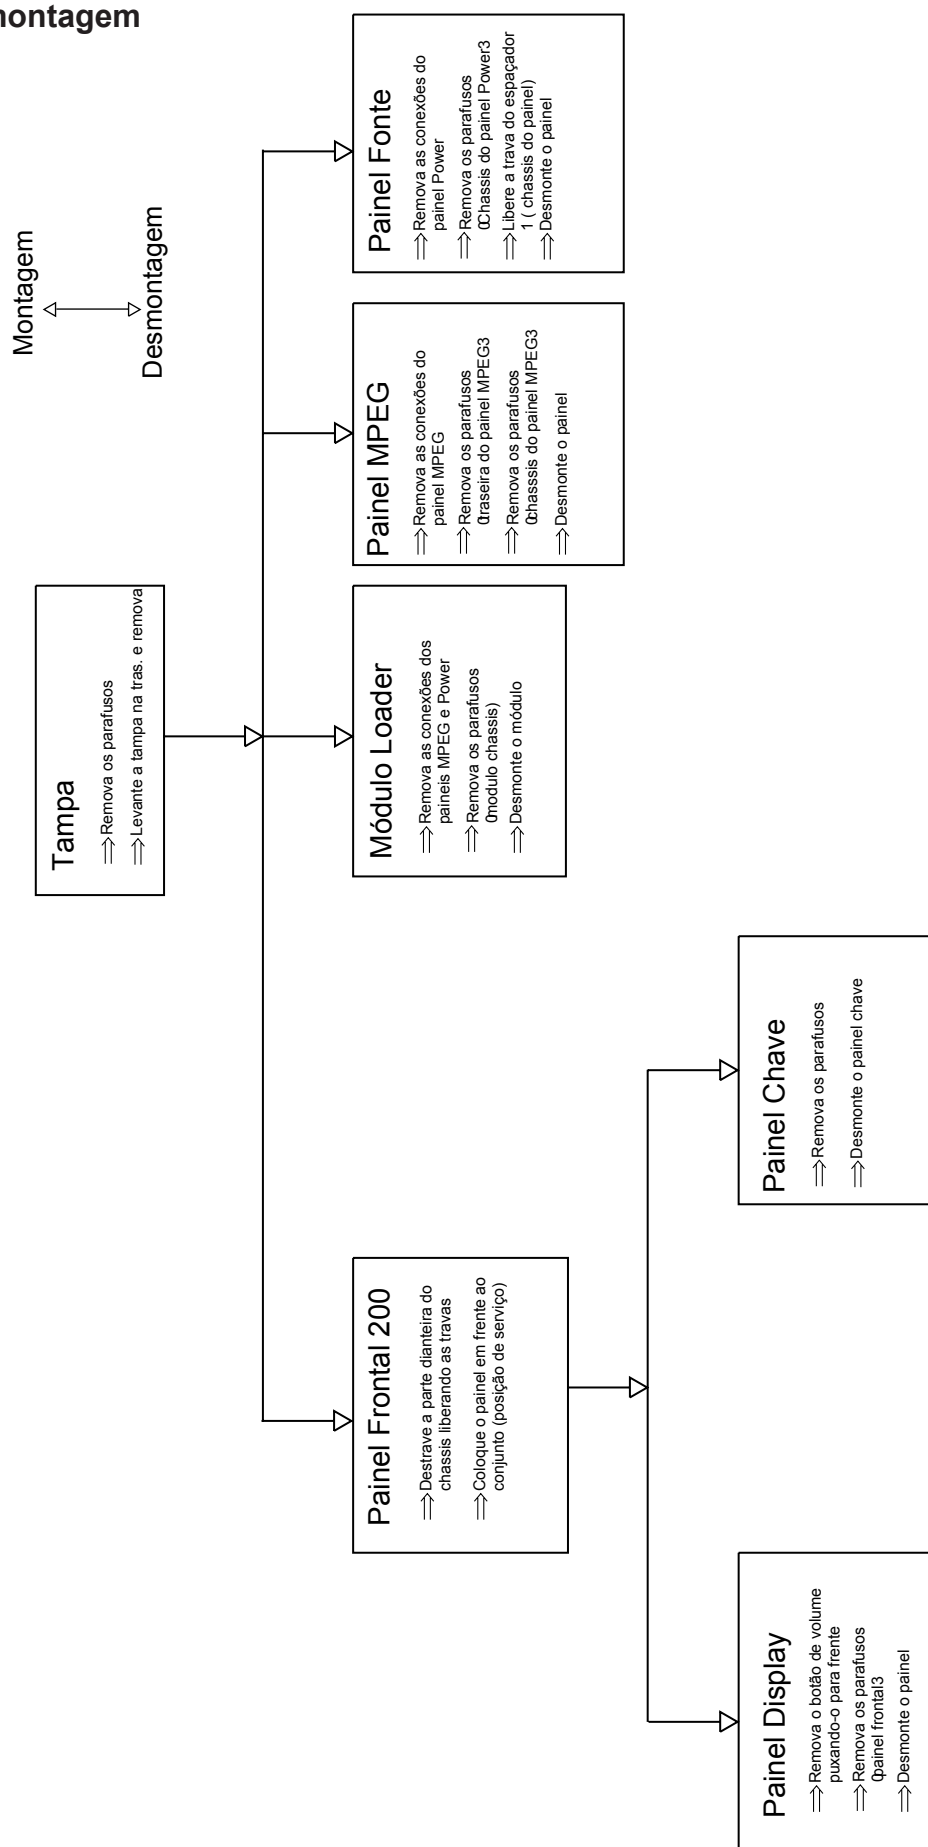 montagem
Montagem
Desmontagem
Tampa
⇒ Remova os parafusos
⇒ Levante a tampa na tras. e remova
Painel Frontal 200
⇒ Destrave a parte dianteira do
chassis liberando as travas
⇒ Coloque o painel em frente ao
conjunto (posição de serviço)
Módulo Loader
⇒ Remova as conexões dos
paineis MPEG e Power
⇒ Remova os parafusos
0modulo chassis)
⇒ Desmonte o módulo
Painel MPEG
⇒ Remova as conexões do
painel MPEG
⇒ Remova os parafusos
0traseira do painel MPEG3
⇒ Remova os parafusos
0chasssis do painel MPEG3
⇒ Desmonte o painel
Painel Fonte
⇒ Remova as conexões do
painel Power
⇒ Remova os parafusos
0Chassis do painel Power3
⇒ Libere a trava do espaçador
1 ( chassis do painel)
⇒ Desmonte o painel
Painel Display
⇒ Remova o botão de volume
puxando-o para frente
⇒ Remova os parafusos
0painel frontal3
⇒ Desmonte o painel
Painel Chave
⇒ Remova os parafusos
⇒ Desmonte o painel chave